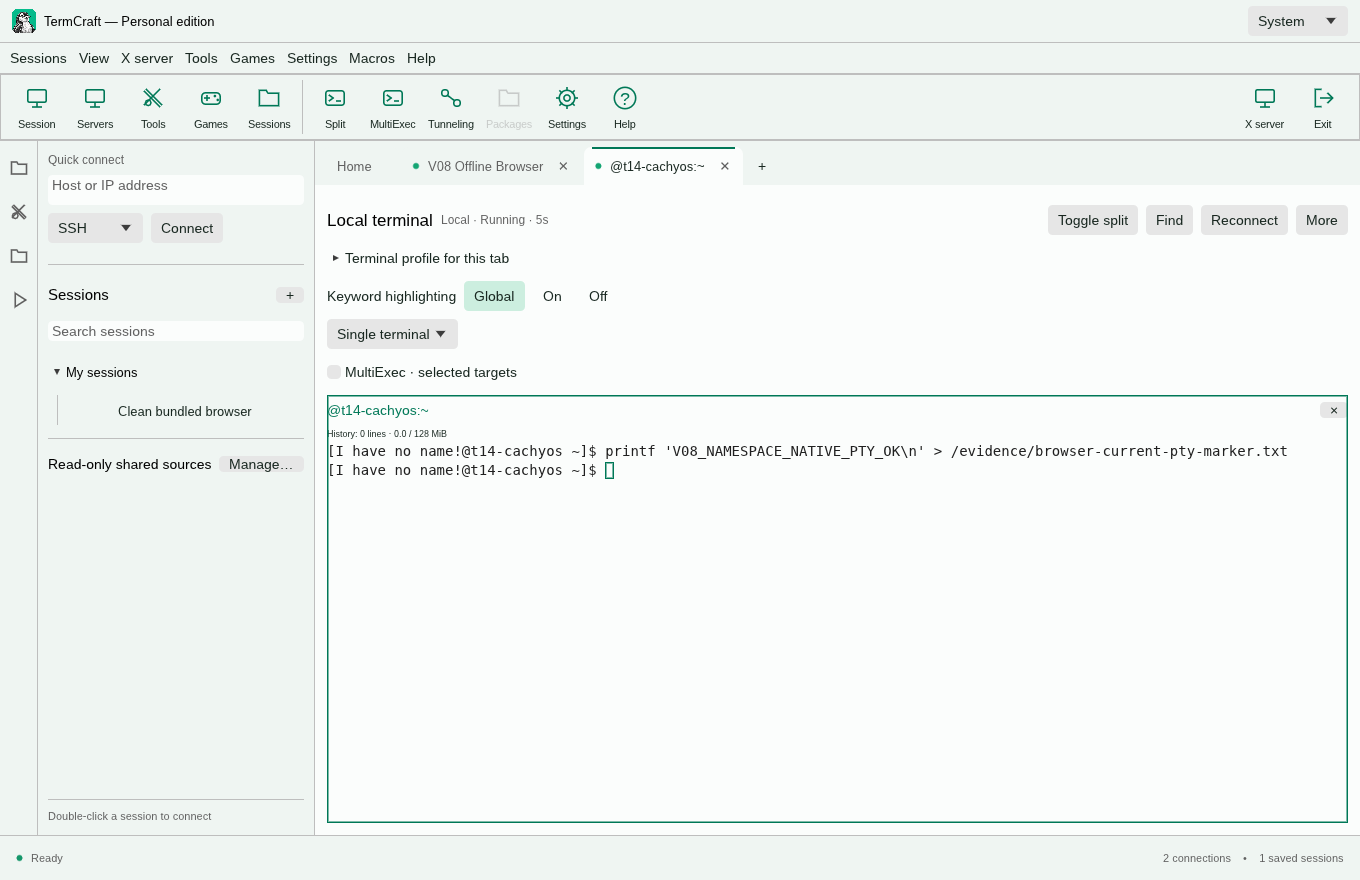 TermCraft — Personal edition
System
Sessions View X server Tools Games Settings Macros Help
Session Servers Tools Games Sessions Split MultiExec Tunneling Packages Settings Help X server Exit
Quick connect
Host or IP address
SSH Connect
Sessions +
Search sessions
My sessions
Clean bundled browser
Read-only shared sources Manage…
Double-click a session to connect
Home V08 Offline Browser ✕ @t14-cachyos:~ ✕ +
Local terminal Local · Running · 5s Toggle split Find Reconnect More
Terminal profile for this tab
Keyword highlighting Global On Off
Single terminal
MultiExec · selected targets
@t14-cachyos:~ ✕
History: 0 lines · 0.0 / 128 MiB
[I have no name!@t14-cachyos ~]$ printf 'V08_NAMESPACE_NATIVE_PTY_OK\n' > /evidence/browser-current-pty-marker.txt
[I have no name!@t14-cachyos ~]$
Ready 2 connections • 1 saved sessions